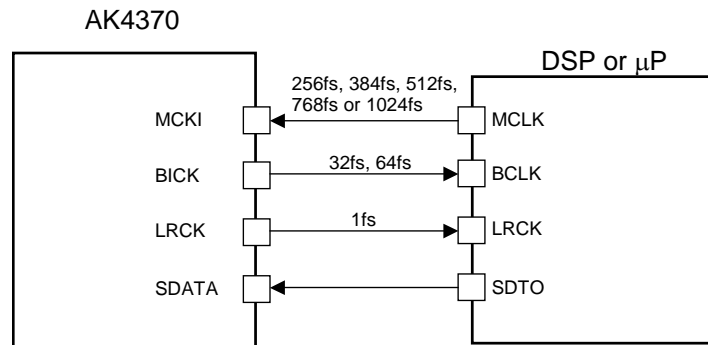 AK4370
DSP or μP
256fs, 384fs, 512fs,
768fs or 1024fs
MCKI
MCLK
BICK
32fs, 64fs
BCLK
LRCK
1fs
LRCK
SDATA
SDTO